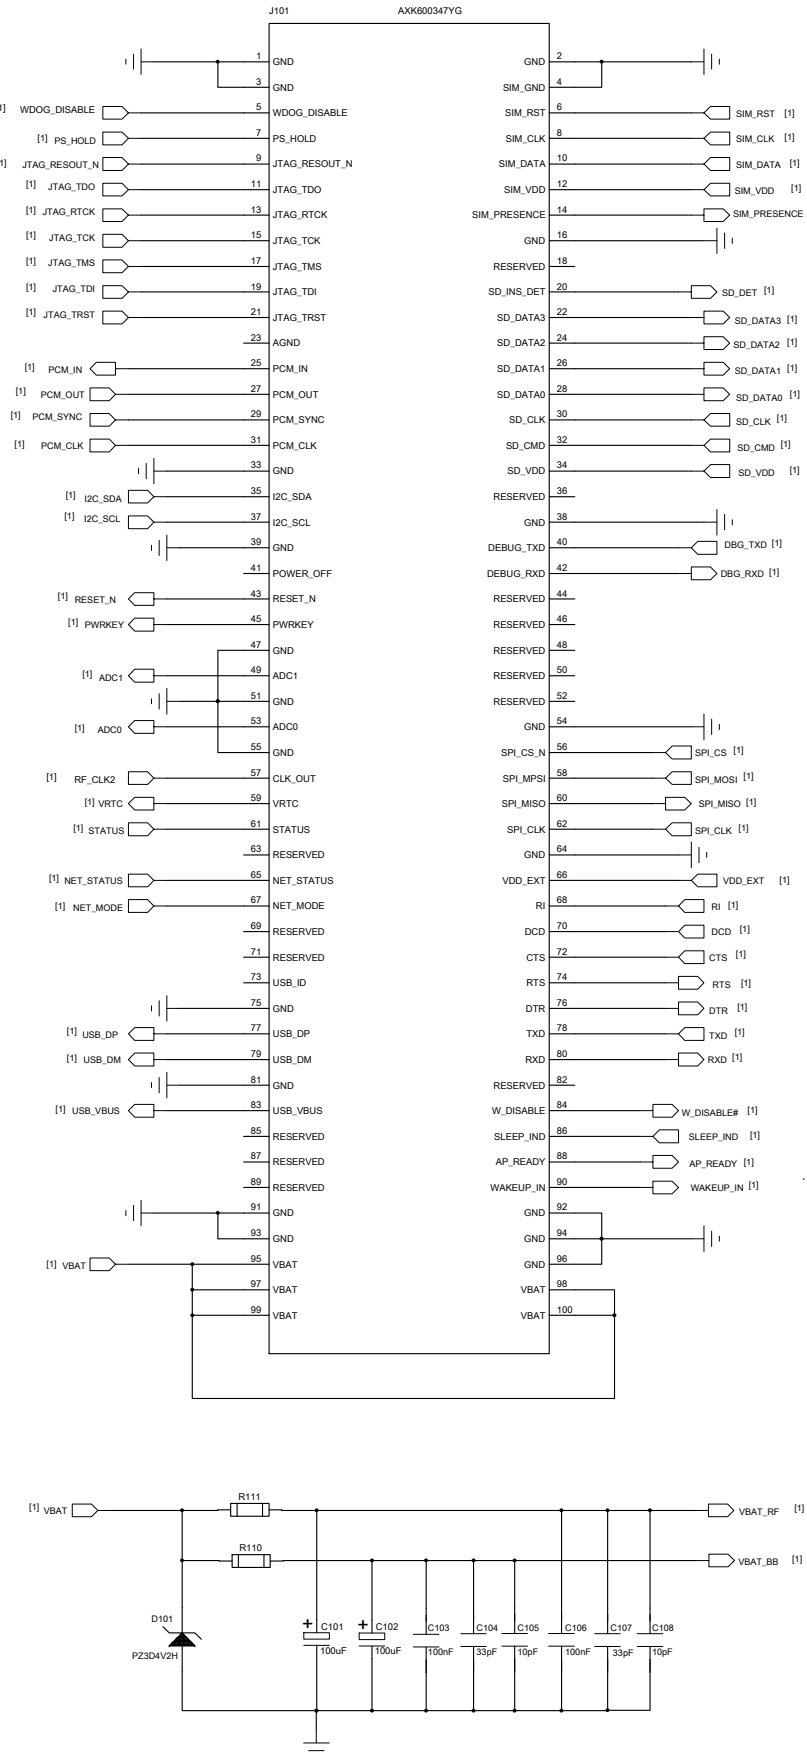 J101 AXK600347YG
1 GND GND 2
3 GND SIM_GND 4
1] WDOG_DISABLE 5 WDOG_DISABLE SIM_RST 6 SIM_RST [1]
[1] PS_HOLD 7 PS_HOLD SIM_CLK 8 SIM_CLK [1]
1] JTAG_RESOUT_N 9 JTAG_RESOUT_N SIM_DATA 10 SIM_DATA [1]
[1] JTAG_TDO 11 JTAG_TDO SIM_VDD 12 SIM_VDD [1]
[1] JTAG_RTCK 13 JTAG_RTCK SIM_PRESENCE 14 SIM_PRESENCE
[1] JTAG_TCK 15 JTAG_TCK GND 16
[1] JTAG_TMS 17 JTAG_TMS RESERVED 18
[1] JTAG_TDI 19 JTAG_TDI SD_INS_DET 20 SD_DET [1]
[1] JTAG_TRST 21 JTAG_TRST SD_DATA3 22 SD_DATA3 [1]
23 AGND SD_DATA2 24 SD_DATA2 [1]
[1] PCM_IN 25 PCM_IN SD_DATA1 26 SD_DATA1 [1]
[1] PCM_OUT 27 PCM_OUT SD_DATA0 28 SD_DATA0 [1]
[1] PCM_SYNC 29 PCM_SYNC SD_CLK 30 SD_CLK [1]
[1] PCM_CLK 31 PCM_CLK SD_CMD 32 SD_CMD [1]
33 GND SD_VDD 34 SD_VDD [1]
[1] I2C_SDA 35 I2C_SDA RESERVED 36
[1] I2C_SCL 37 I2C_SCL GND 38
39 GND DEBUG_TXD 40 DBG_TXD [1]
41 POWER_OFF DEBUG_RXD 42 DBG_RXD [1]
[1] RESET_N 43 RESET_N RESERVED 44
[1] PWRKEY 45 PWRKEY RESERVED 46
47 GND RESERVED 48
[1] ADC1 49 ADC1 RESERVED 50
51 GND RESERVED 52
[1] ADC0 53 ADC0 GND 54
55 GND SPI_CS_N 56 SPI_CS [1]
[1] RF_CLK2 57 CLK_OUT SPI_MPSI 58 SPI_MOSI [1]
[1] VRTC 59 VRTC SPI_MISO 60 SPI_MISO [1]
[1] STATUS 61 STATUS SPI_CLK 62 SPI_CLK [1]
63 RESERVED GND 64
[1] NET_STATUS 65 NET_STATUS VDD_EXT 66 VDD_EXT [1]
[1] NET_MODE 67 NET_MODE RI 68 RI [1]
69 RESERVED DCD 70 DCD [1]
71 RESERVED CTS 72 CTS [1]
73 USB_ID RTS 74 RTS [1]
75 GND DTR 76 DTR [1]
[1] USB_DP 77 USB_DP TXD 78 TXD [1]
[1] USB_DM 79 USB_DM RXD 80 RXD [1]
81 GND RESERVED 82
[1] USB_VBUS 83 USB_VBUS W_DISABLE 84 W_DISABLE# [1]
85 RESERVED SLEEP_IND 86 SLEEP_IND [1]
87 RESERVED AP_READY 88 AP_READY [1]
89 RESERVED WAKEUP_IN 90 WAKEUP_IN [1]
91 GND GND 92
93 GND GND 94
[1] VBAT 95 VBAT GND 96
97 VBAT VBAT 98
99 VBAT VBAT 100
[1] VBAT R111 VBAT_RF [1]
R110 VBAT_BB [1]
D101 + C101 + C102 C103 C104 C105 C106 C107 C108
PZ3D4V2H 100uF 100uF 100nF 33pF 10pF 100nF 33pF 10pF